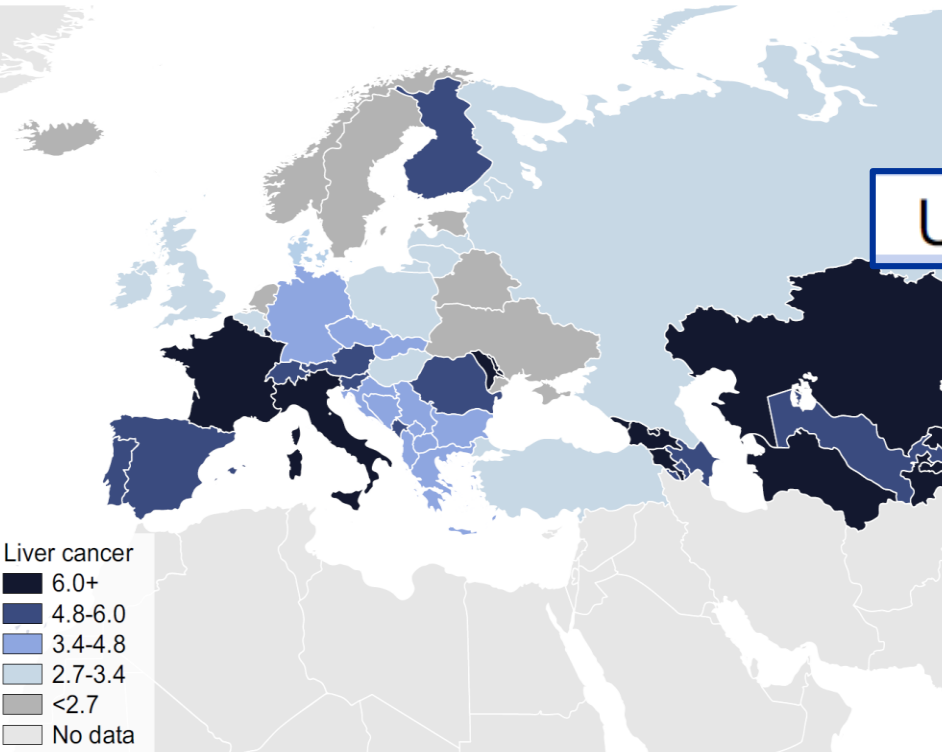 U
Liver cancer
6.0+
4.8-6.0
3.4-4.8
2.7-3.4
<2.7
No data